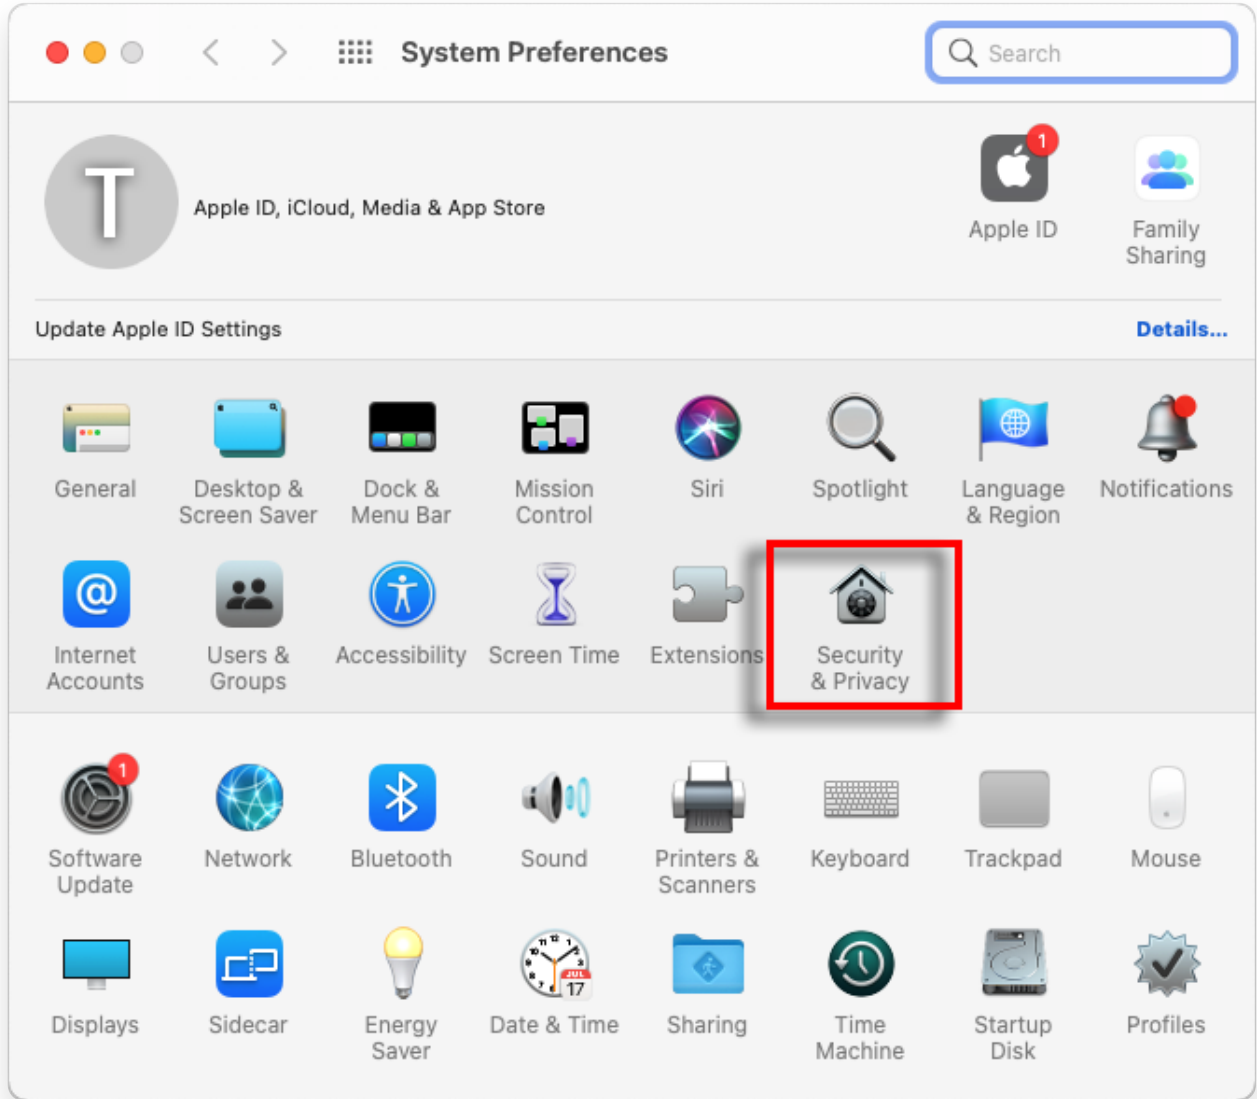 System Preferences
Search
T
Apple ID, iCloud, Media & App Store
1
Apple ID
Family
Sharing
Update Apple ID Settings
Details...
General
Desktop &
Screen Saver
Dock &
Menu Bar
Mission
Control
Siri
Spotlight
Language
& Region
Notifications
@
Internet
Accounts
Users &
Groups
Accessibility
Screen Time
Extensions
Security
& Privacy
1
Software
Update
Network
Bluetooth
Sound
Printers &
Scanners
Keyboard
Trackpad
Mouse
Displays
Sidecar
Energy
Saver
JUL
17
Date & Time
Sharing
Time
Machine
Startup
Disk
Profiles